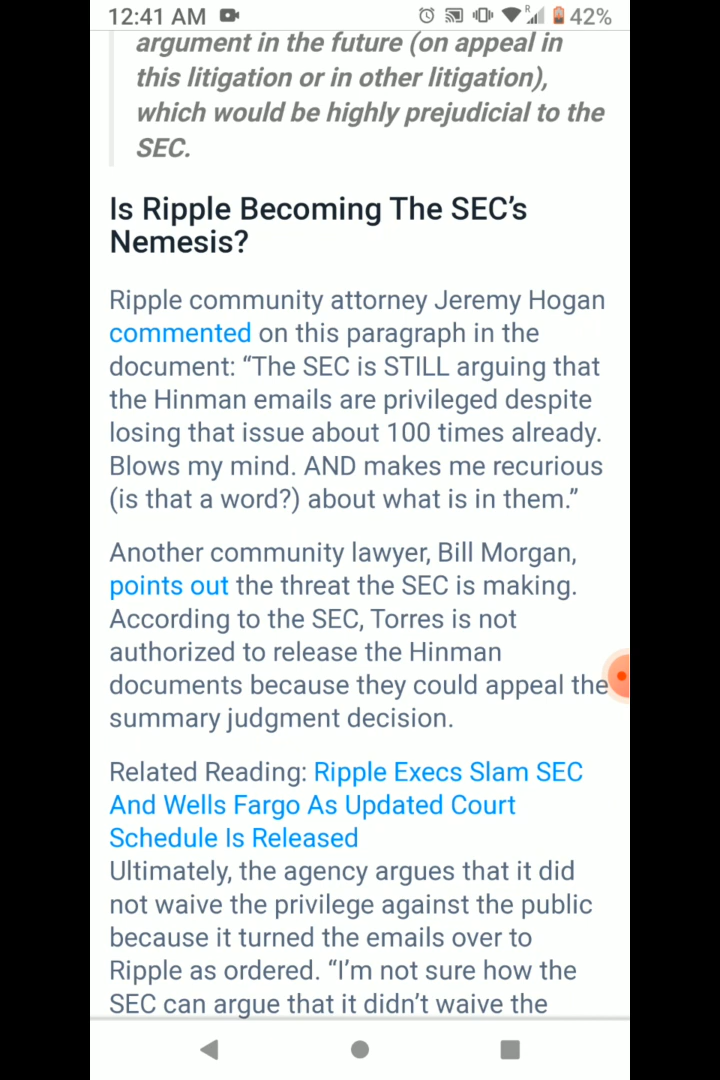 12:41 AM
R
42%
argument in the future (on appeal in
this litigation or in other litigation),
which would be highly prejudicial to the
SEC.
Is Ripple Becoming The SEC’s
Nemesis?
Ripple community attorney Jeremy Hogan
commented on this paragraph in the
document: “The SEC is STILL arguing that
the Hinman emails are privileged despite
losing that issue about 100 times already.
Blows my mind. AND makes me recurious
(is that a word?) about what is in them.”
Another community lawyer, Bill Morgan,
points out the threat the SEC is making.
According to the SEC, Torres is not
authorized to release the Hinman
documents because they could appeal the
summary judgment decision.
Related Reading: Ripple Execs Slam SEC
And Wells Fargo As Updated Court
Schedule Is Released
Ultimately, the agency argues that it did
not waive the privilege against the public
because it turned the emails over to
Ripple as ordered. “I’m not sure how the
SEC can argue that it didn’t waive the